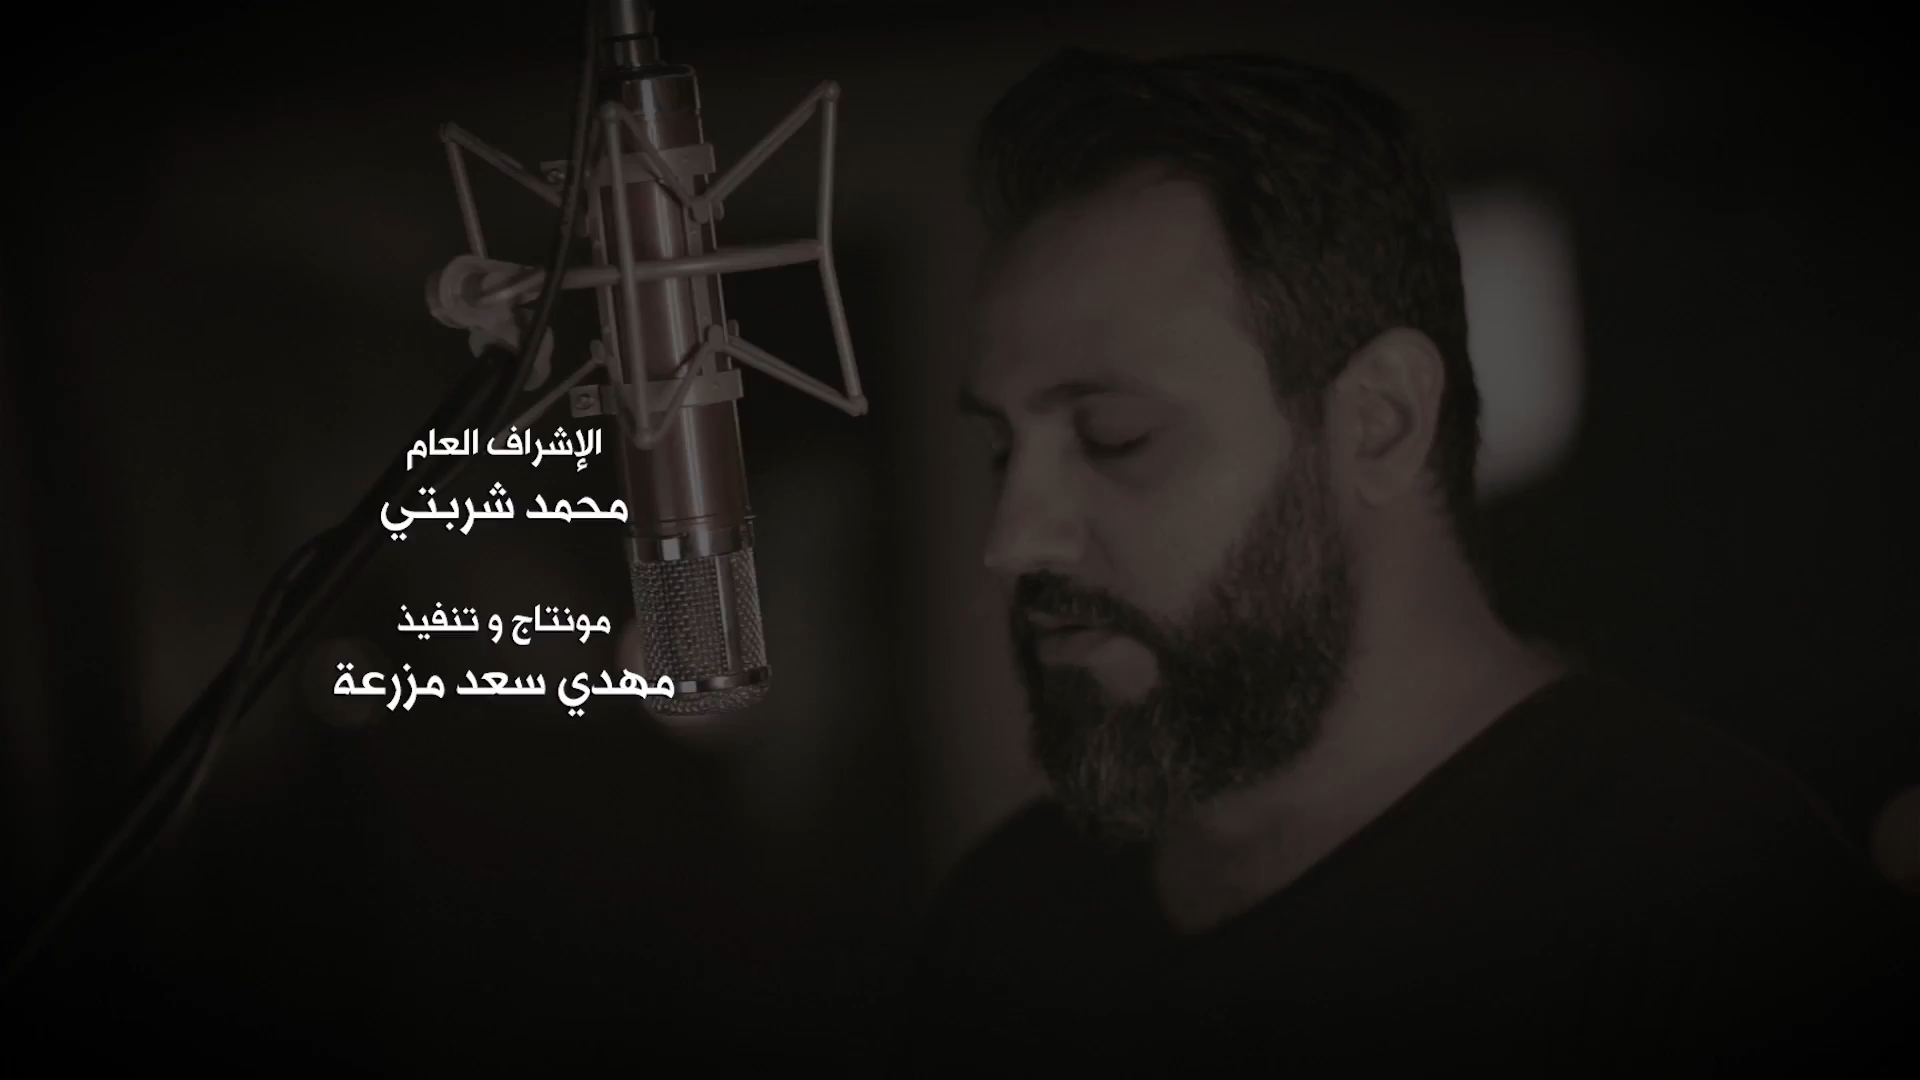 الإشراف العام
محمد شربتي
مونتاج و تنفيذ
مهدي سعد مزرعة